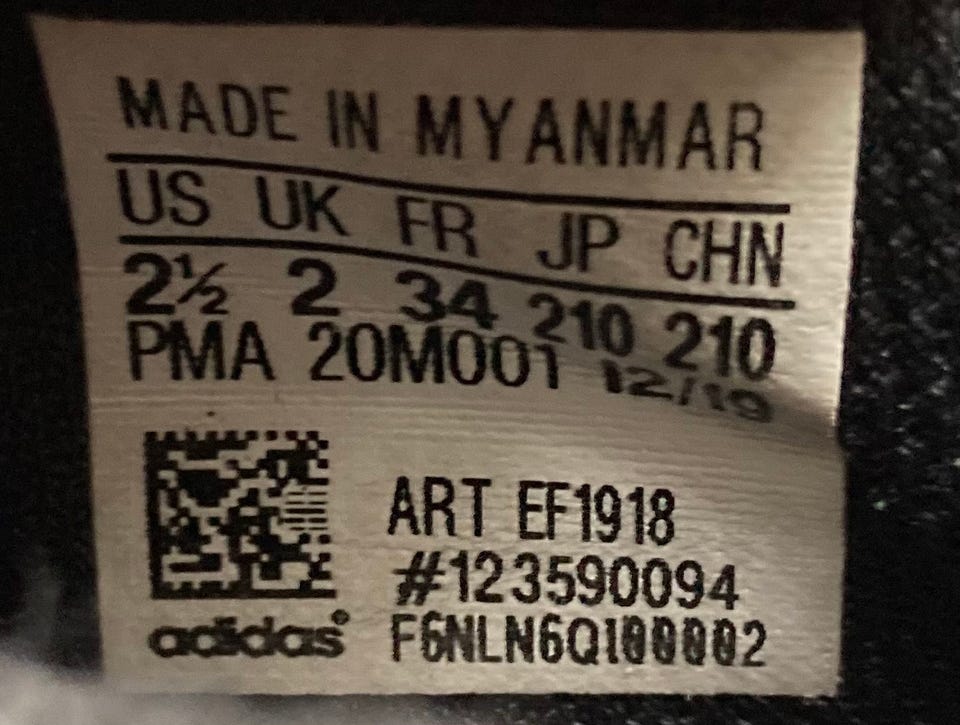 MADE IN MYANMAR
US UK FR JP CHN
2½ 2 34 210 210
PMA 20M001 12/19
ART EF1918
#123590094
adidas® F6NLN6Q100002